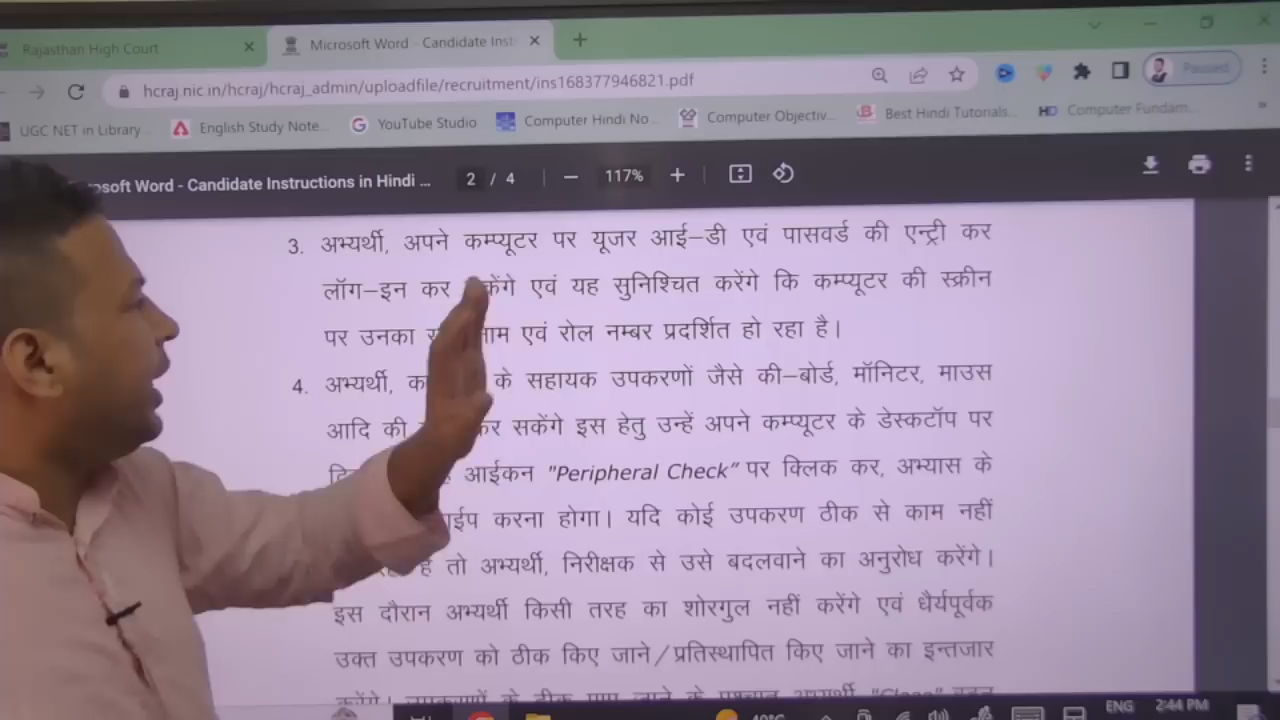 Rajasthan High Court
Microsoft Word - Candidate Inst
hcraj.nic.in/hcraj/hcraj_admin/uploadfile/recruitment/ins168377946821.pdf
Paused
UGC NET in Library...
English Study Note...
YouTube Studio
Computer Hindi No...
Computer Objectiv...
Best Hindi Tutorials...
HD Computer Fundam...
soft Word - Candidate Instructions in Hindi ...
2 / 4
117%
3. अभ्यर्थी, अपने कम्प्यूटर पर यूजर आई–डी एवं पासवर्ड की एन्ट्री कर
लॉग–इन कर एवं यह सुनिश्चित करेंगे कि कम्प्यूटर की स्क्रीन
पर उनका एवं रोल नम्बर प्रदर्शित हो रहा है।
4. अभ्यर्थी, के सहायक उपकरणों जैसे की–बोर्ड, मॉनिटर, माउस
आदि की कर सकेंगे इस हेतु उन्हें अपने कम्प्यूटर के डेस्कटॉप पर
आईकन "Peripheral Check" पर क्लिक कर, अभ्यास के
करना होगा। यदि कोई उपकरण ठीक से काम नहीं
तो अभ्यर्थी, निरीक्षक से उसे बदलवाने का अनुरोध करेंगे।
इस दौरान अभ्यर्थी किसी तरह का शोरगुल नहीं करेंगे एवं धैर्यपूर्वक
उक्त उपकरण को ठीक किए जाने/प्रतिस्थापित किए जाने का इन्तजार
ENG
2:44 PM